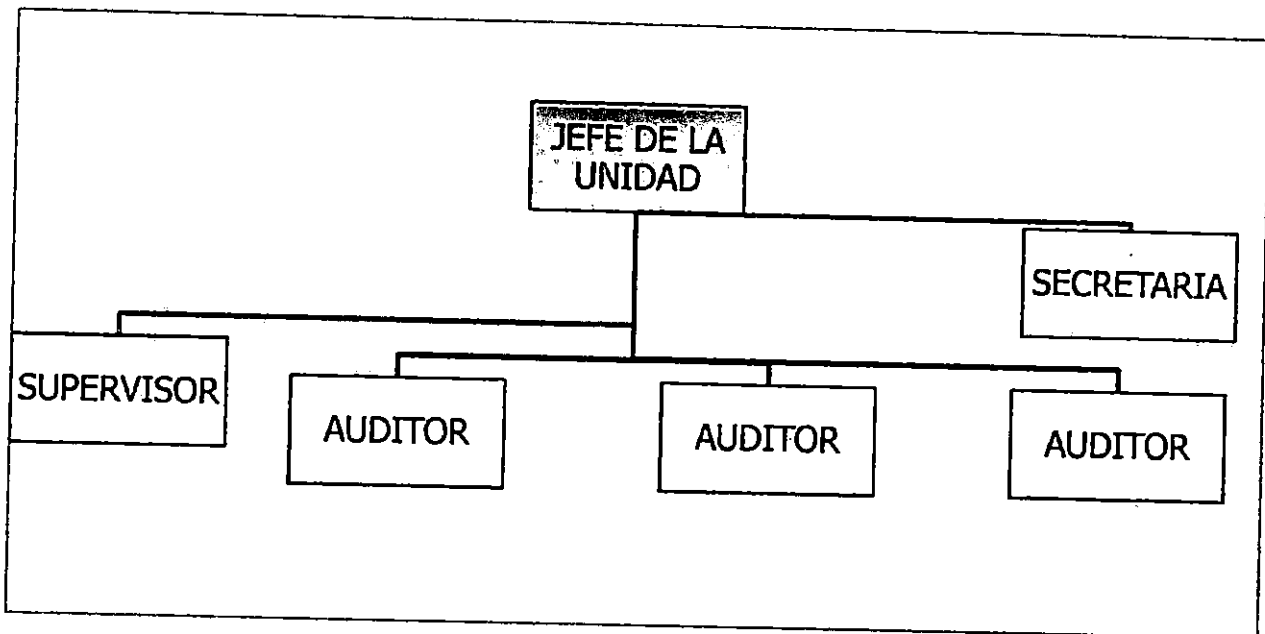 JEFE DE LA
UNIDAD
SECRETARIA
SUPERVISOR
AUDITOR
AUDITOR
AUDITOR